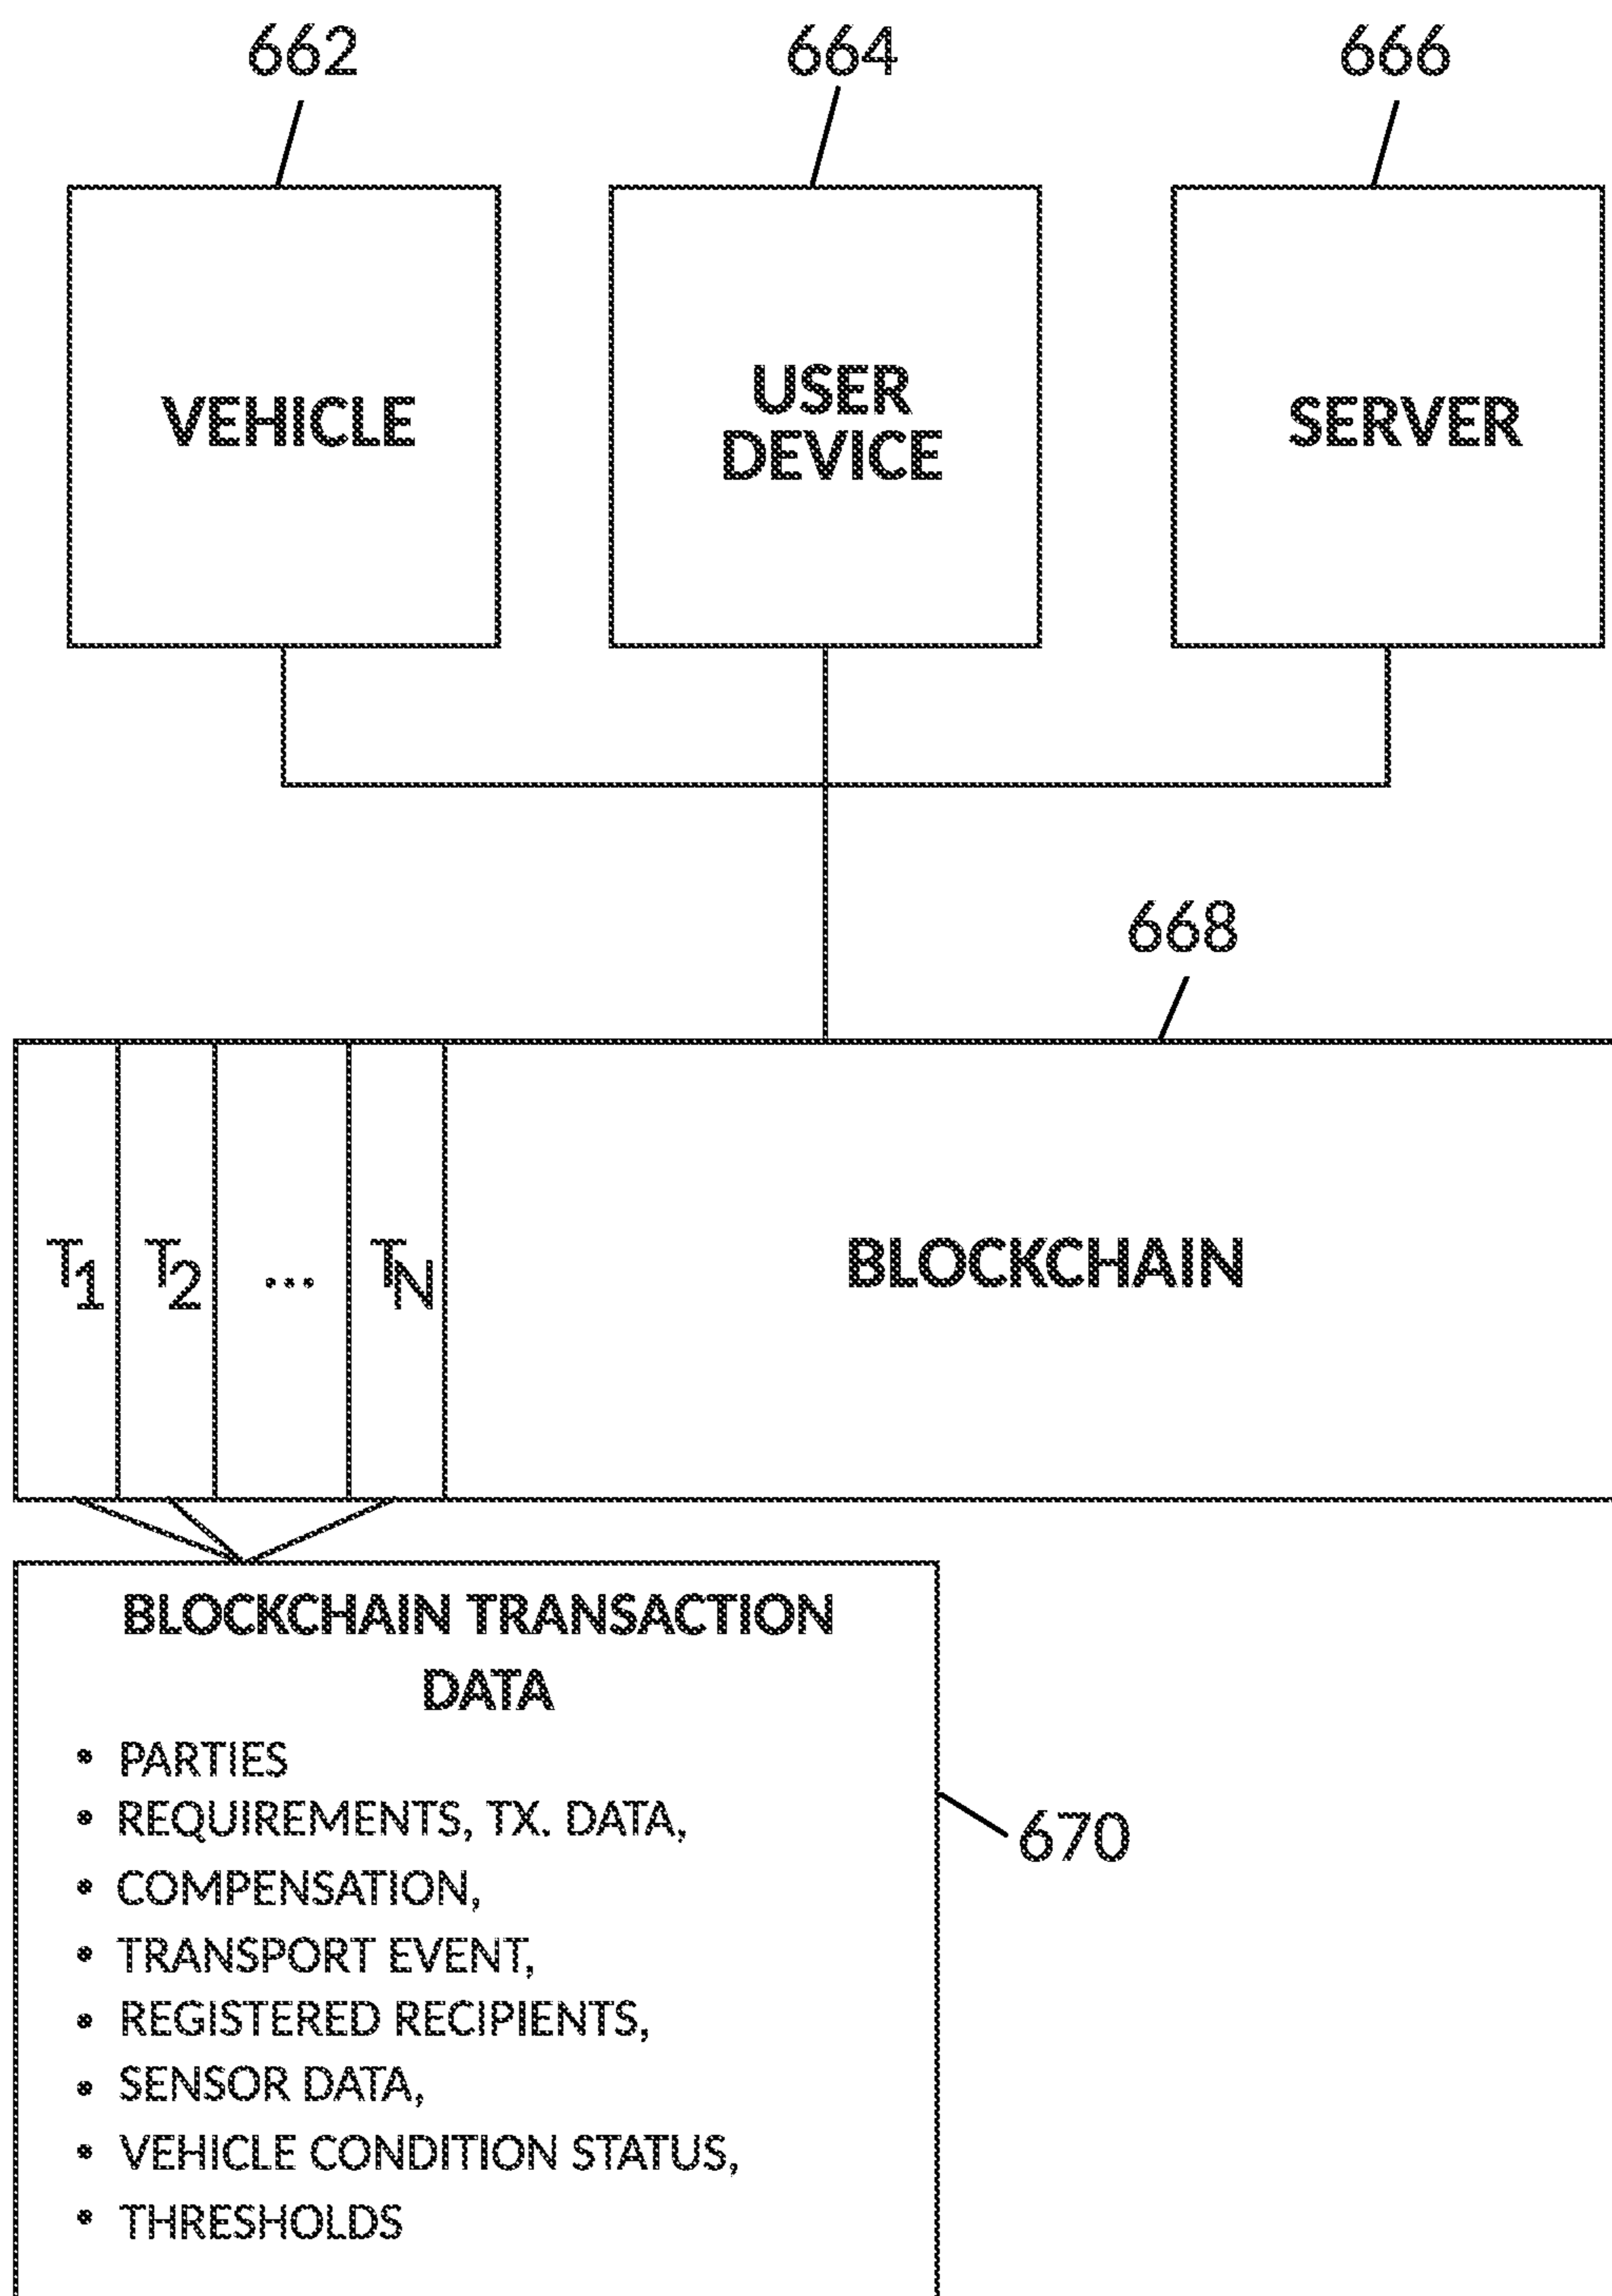 662 664 666
VEHICLE
USER
DEVICE
SERVER
668
T1 T2 ... TN BLOCKCHAIN
BLOCKCHAIN TRANSACTION
DATA
• PARTIES
• REQUIREMENTS, TX. DATA,
• COMPENSATION,
• TRANSPORT EVENT,
• REGISTERED RECIPIENTS,
• SENSOR DATA,
• VEHICLE CONDITION STATUS,
• THRESHOLDS
670